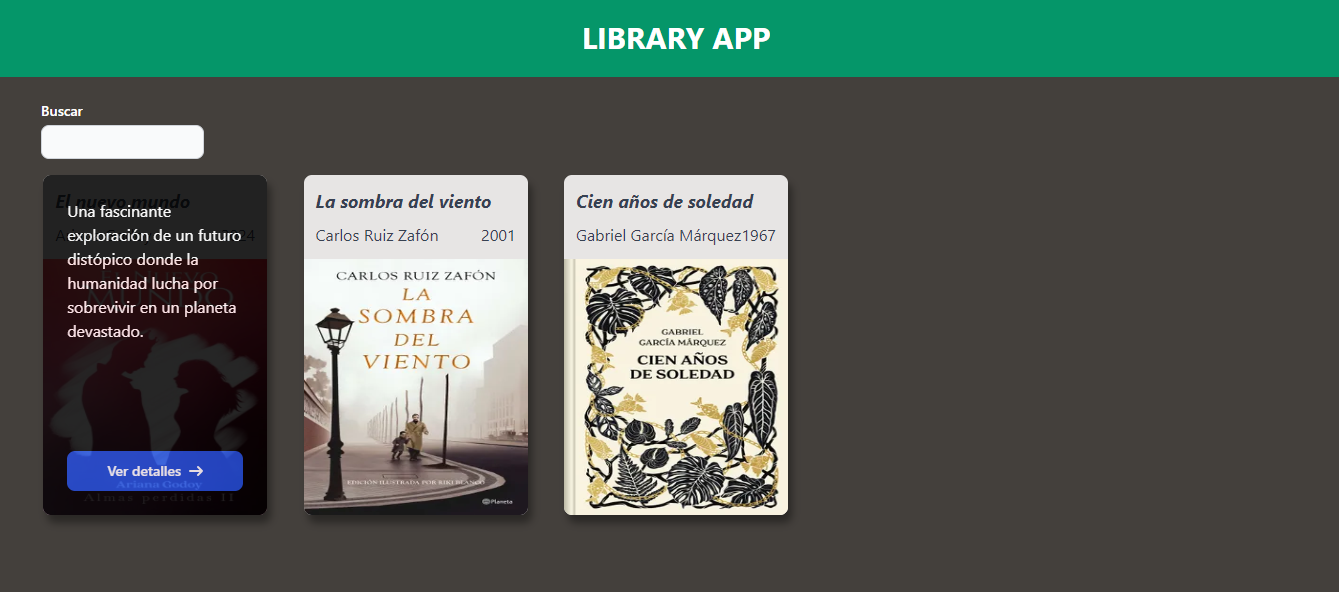 LIBRARY APP
Buscar
El nuevo mundo
Una fascinante
exploración de un futuro
distópico donde la
humanidad lucha por
sobrevivir en un planeta
devastado.
EL NUEVO
MUNDO
Ver detalles →
Ariana Godoy
Almas perdidas II
La sombra del viento
Carlos Ruiz Zafón 2001
CARLOS RUIZ ZAFÓN
LA
SOMBRA
DEL
VIENTO
EDICIÓN ILUSTRADA POR RIKI BLANCO
Planeta
Cien años de soledad
Gabriel García Márquez1967
GABRIEL
GARCÍA MÁRQUEZ
CIEN AÑOS
DE SOLEDAD